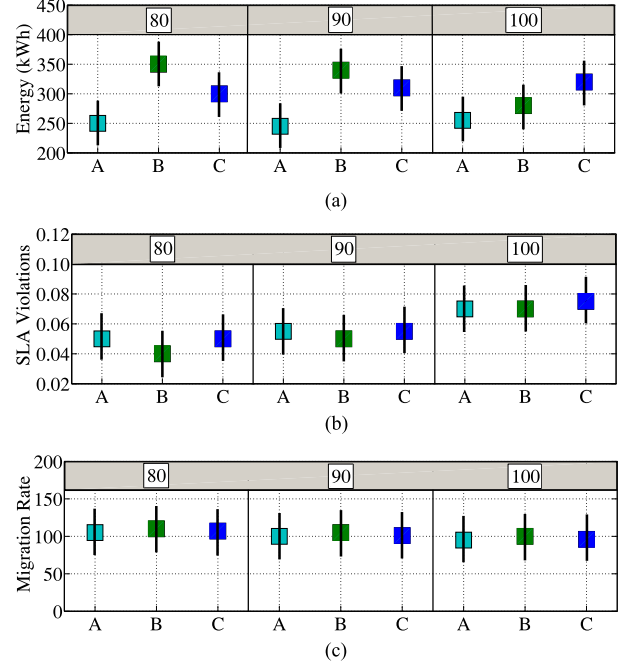 450
400
350
300
250
200
Energy (kWh)
80 90 100
A B C A B C A B C
(a)
0.12
0.10
0.08
0.06
0.04
0.02
SLA Violations
80 90 100
A B C A B C A B C
(b)
200
150
100
50
0
Migration Rate
80 90 100
A B C A B C A B C
(c)